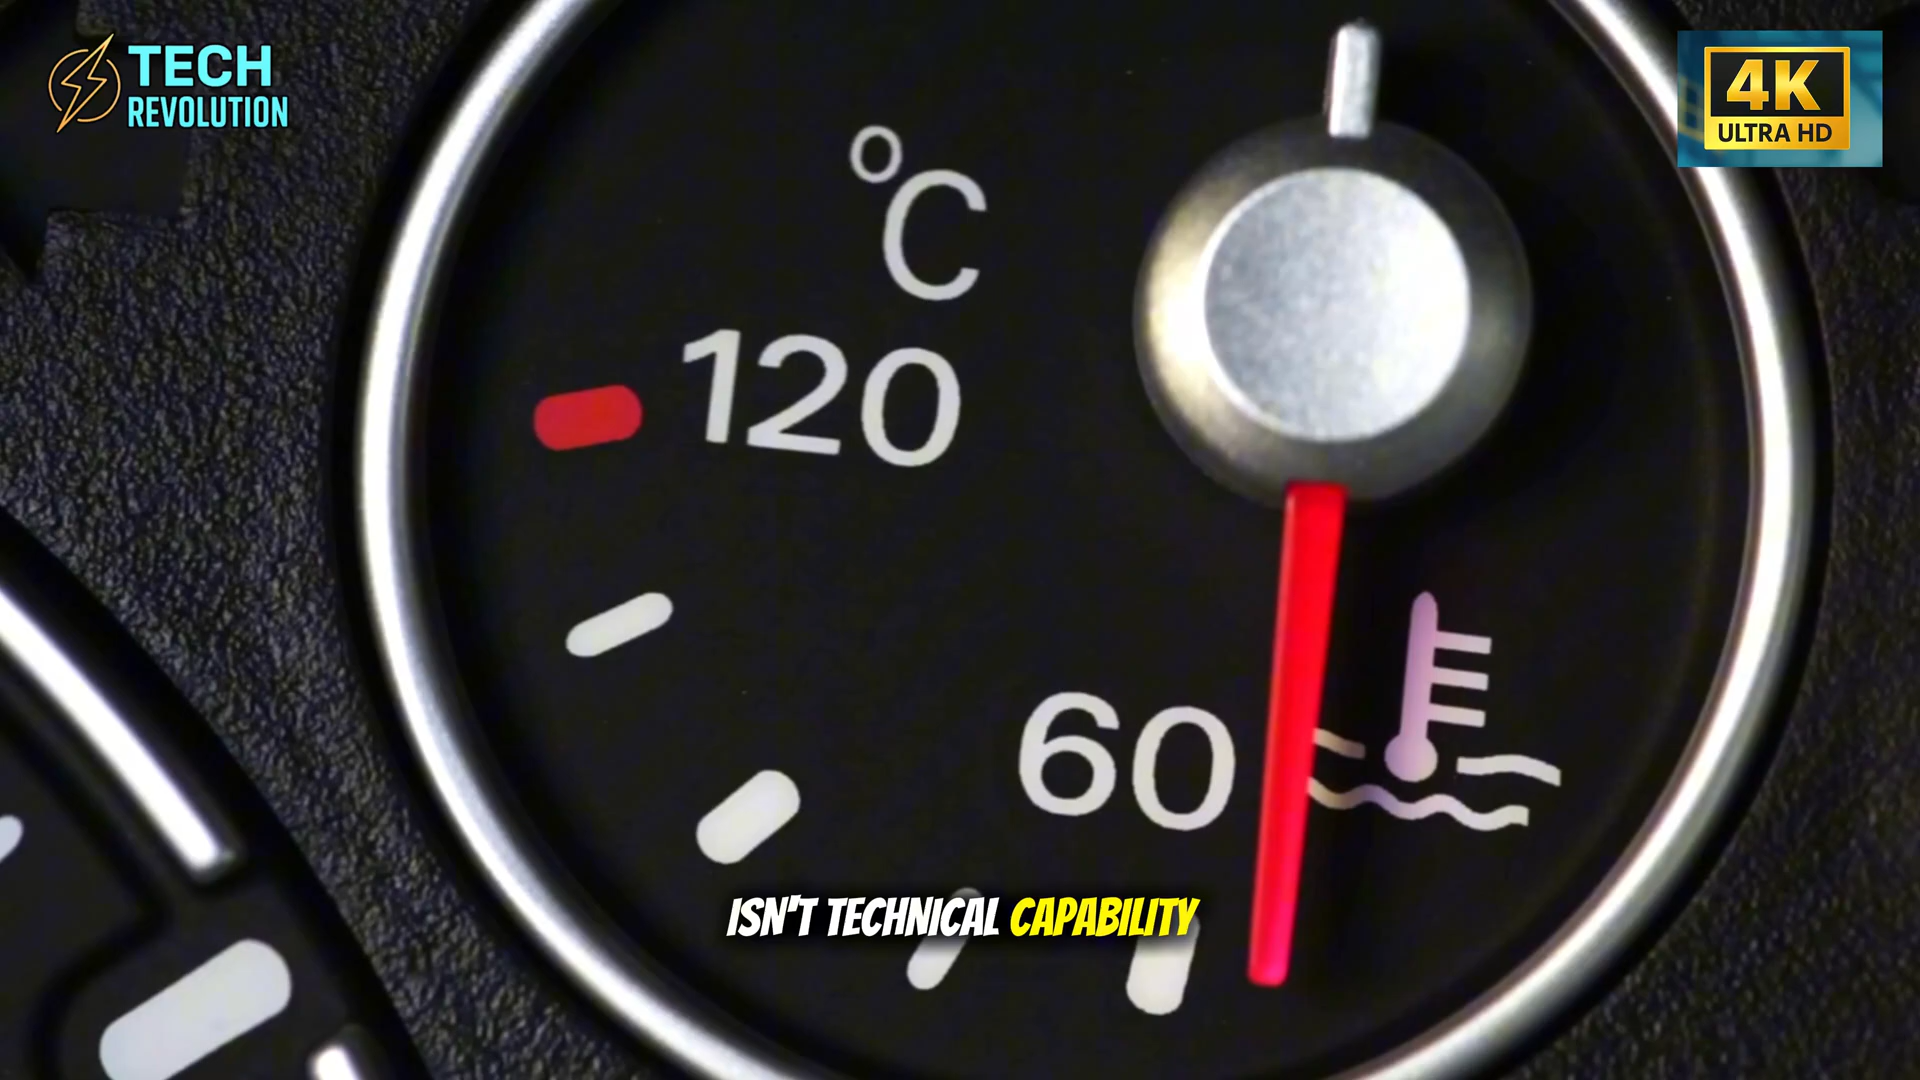 TECH
REVOLUTION
4K
ULTRA HD
°C
120
60
ISN'T TECHNICAL CAPABILITY